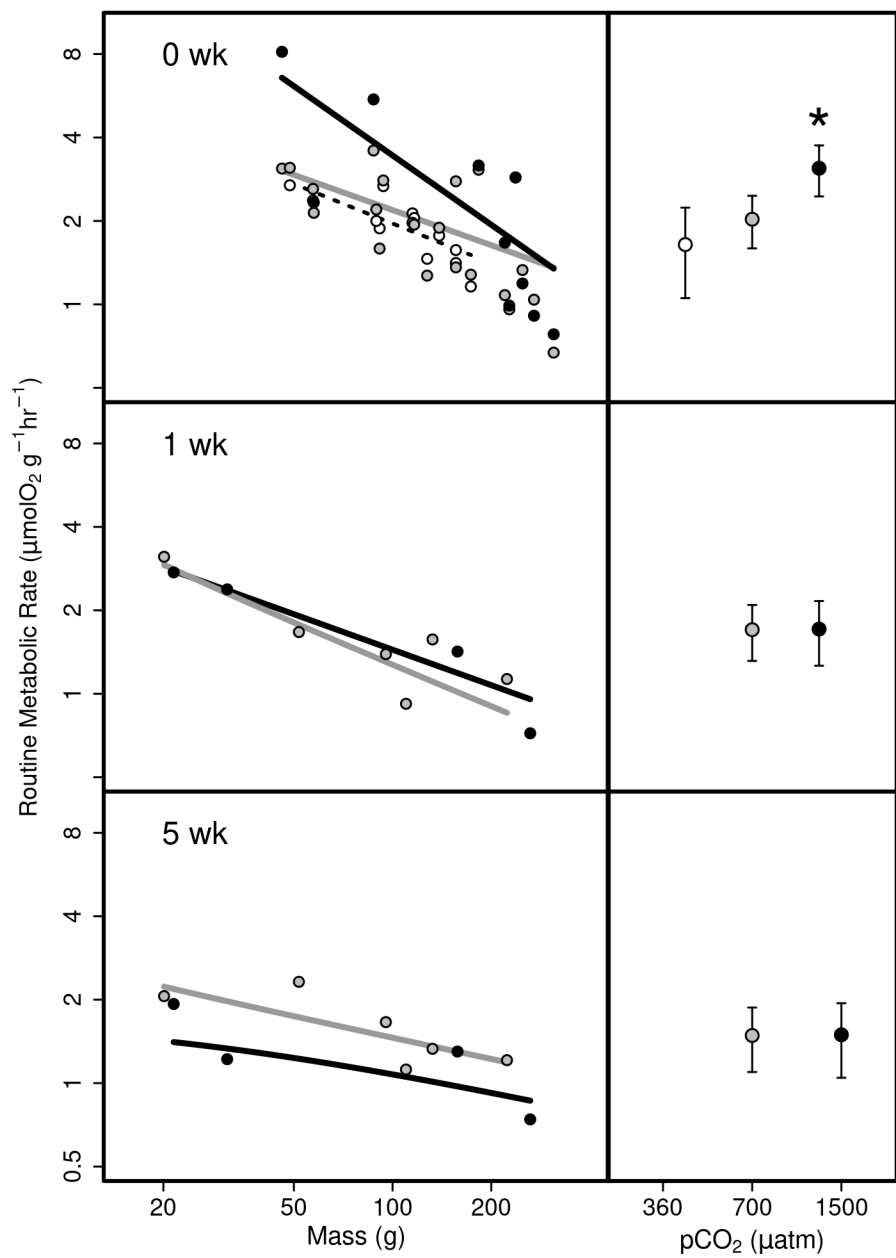 0 wk
*
8
4
2
1
1 wk
8
4
2
1
5 wk
8
4
2
1
0.5
Routine Metabolic Rate (µmolO₂ g⁻¹hr⁻¹)
20 50 100 200
Mass (g)
360 700 1500
pCO₂ (µatm)